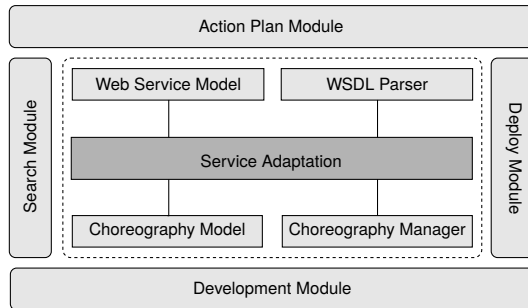 Action Plan Module
Search Module
Web Service Model
WSDL Parser
Deploy Module
Service Adaptation
Choreography Model
Choreography Manager
Development Module